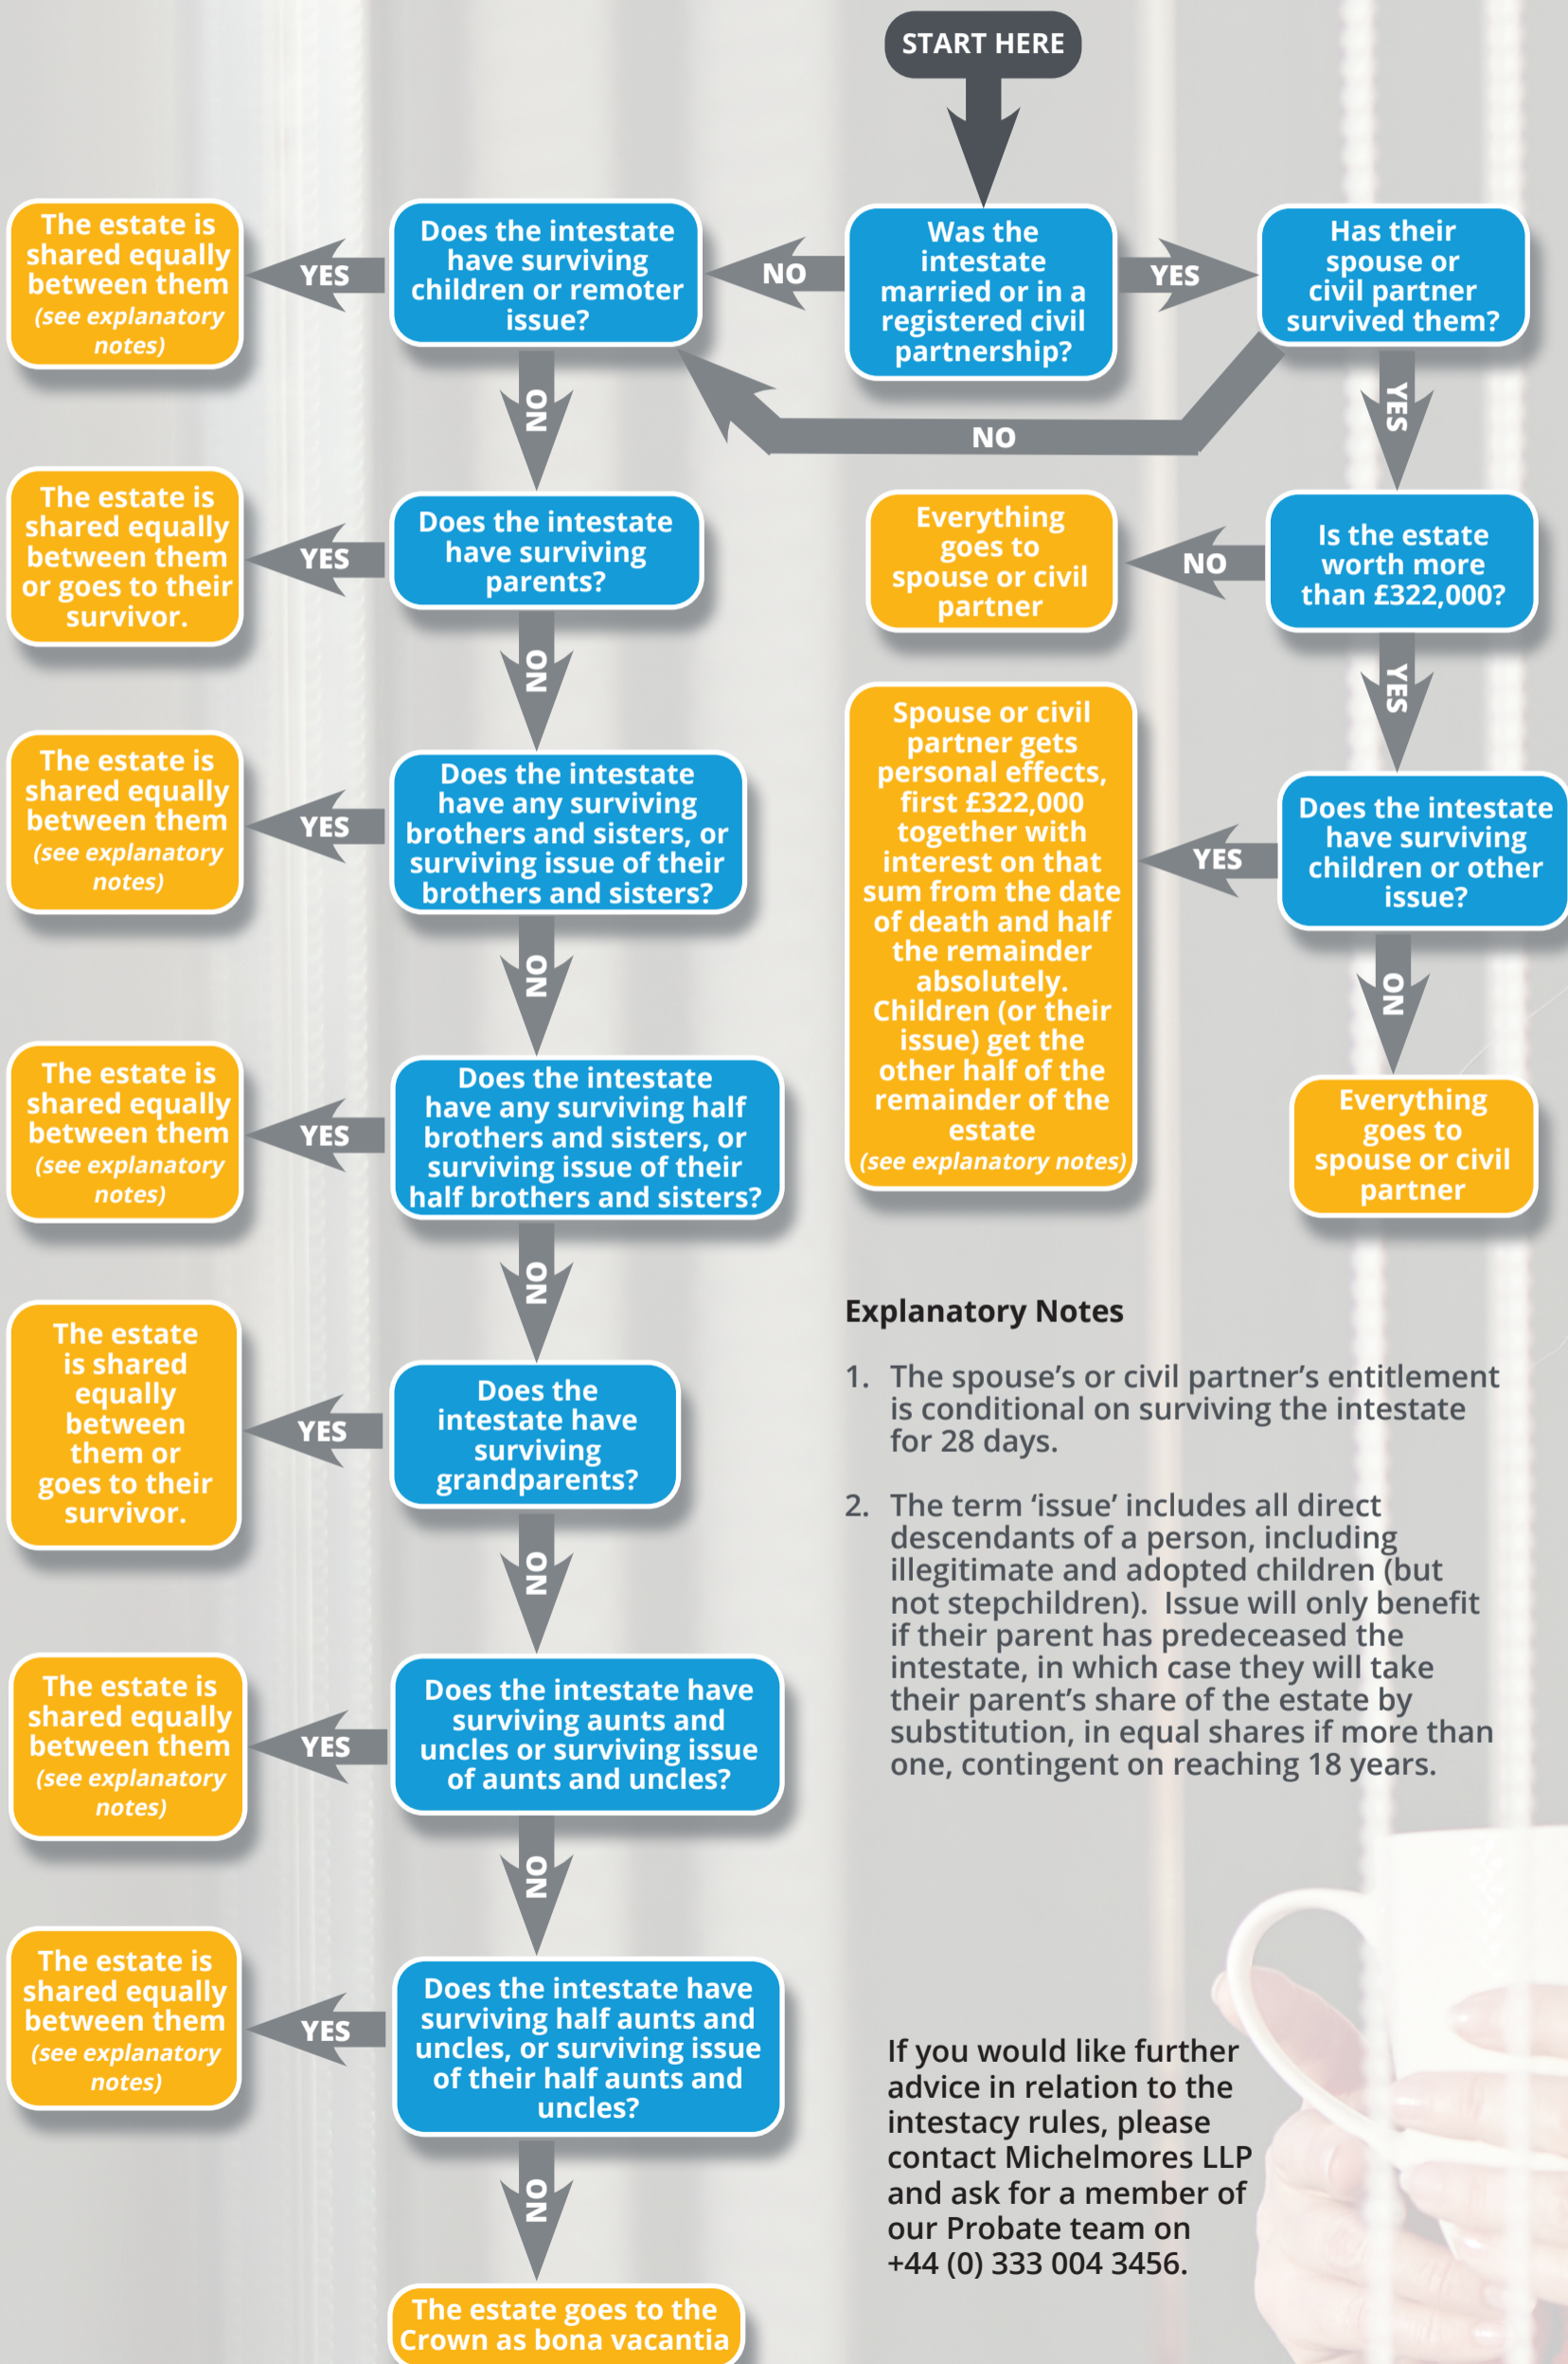 START HERE
Was the
intestate
married or in a
registered civil
partnership?
YES
Has their
spouse or
civil partner
survived them?
NO
Does the intestate
have surviving
children or remoter
issue?
YES
The estate is
shared equally
between them
(see explanatory
notes)
NO
NO
YES
Does the intestate
have surviving
parents?
YES
The estate is
shared equally
between them
or goes to their
survivor.
Is the estate
worth more
than £322,000?
NO
Everything
goes to
spouse or civil
partner
YES
NO
Does the intestate
have any surviving
brothers and sisters, or
surviving issue of their
brothers and sisters?
YES
The estate is
shared equally
between them
(see explanatory
notes)
Does the intestate
have surviving
children or other
issue?
YES
Spouse or civil
partner gets
personal effects,
first £322,000
together with
interest on that
sum from the date
of death and half
the remainder
absolutely.
Children (or their
issue) get the
other half of the
remainder of the
estate
(see explanatory notes)
NO
Everything
goes to
spouse or civil
partner
NO
Does the intestate
have any surviving half
brothers and sisters, or
surviving issue of their
half brothers and sisters?
YES
The estate is
shared equally
between them
(see explanatory
notes)
NO
Does the
intestate have
surviving
grandparents?
YES
The estate
is shared
equally
between
them or
goes to their
survivor.
NO
Does the intestate have
surviving aunts and
uncles or surviving issue
of aunts and uncles?
YES
The estate is
shared equally
between them
(see explanatory
notes)
NO
Does the intestate have
surviving half aunts and
uncles, or surviving issue
of their half aunts and
uncles?
YES
The estate is
shared equally
between them
(see explanatory
notes)
NO
The estate goes to the
Crown as bona vacantia
Explanatory Notes
1. The spouse's or civil partner's entitlement
is conditional on surviving the intestate
for 28 days.
2. The term ‘issue’ includes all direct
descendants of a person, including
illegitimate and adopted children (but
not stepchildren). Issue will only benefit
if their parent has predeceased the
intestate, in which case they will take
their parent's share of the estate by
substitution, in equal shares if more than
one, contingent on reaching 18 years.
If you would like further
advice in relation to the
intestacy rules, please
contact Michelmores LLP
and ask for a member of
our Probate team on
+44 (0) 333 004 3456.